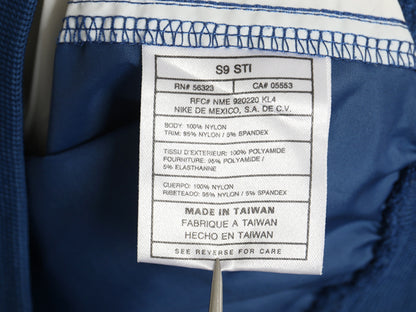 S9 STI
RN# 56323 CA# 05553
RFC# NME 920220 KL4
NIKE DE MEXICO, S.A. DE C.V.
BODY: 100% NYLON
TRIM: 95% NYLON / 5% SPANDEX
TISSU D'EXTERIEUR: 100% POLYAMIDE
FOURNITURE: 95% POLYAMIDE /
5% ELASTHANNE
CUERPO: 100% NYLON
RIBETEADO: 95% NYLON / 5% SPANDEX
MADE IN TAIWAN
FABRIQUE A TAIWAN
HECHO EN TAIWAN
SEE REVERSE FOR CARE